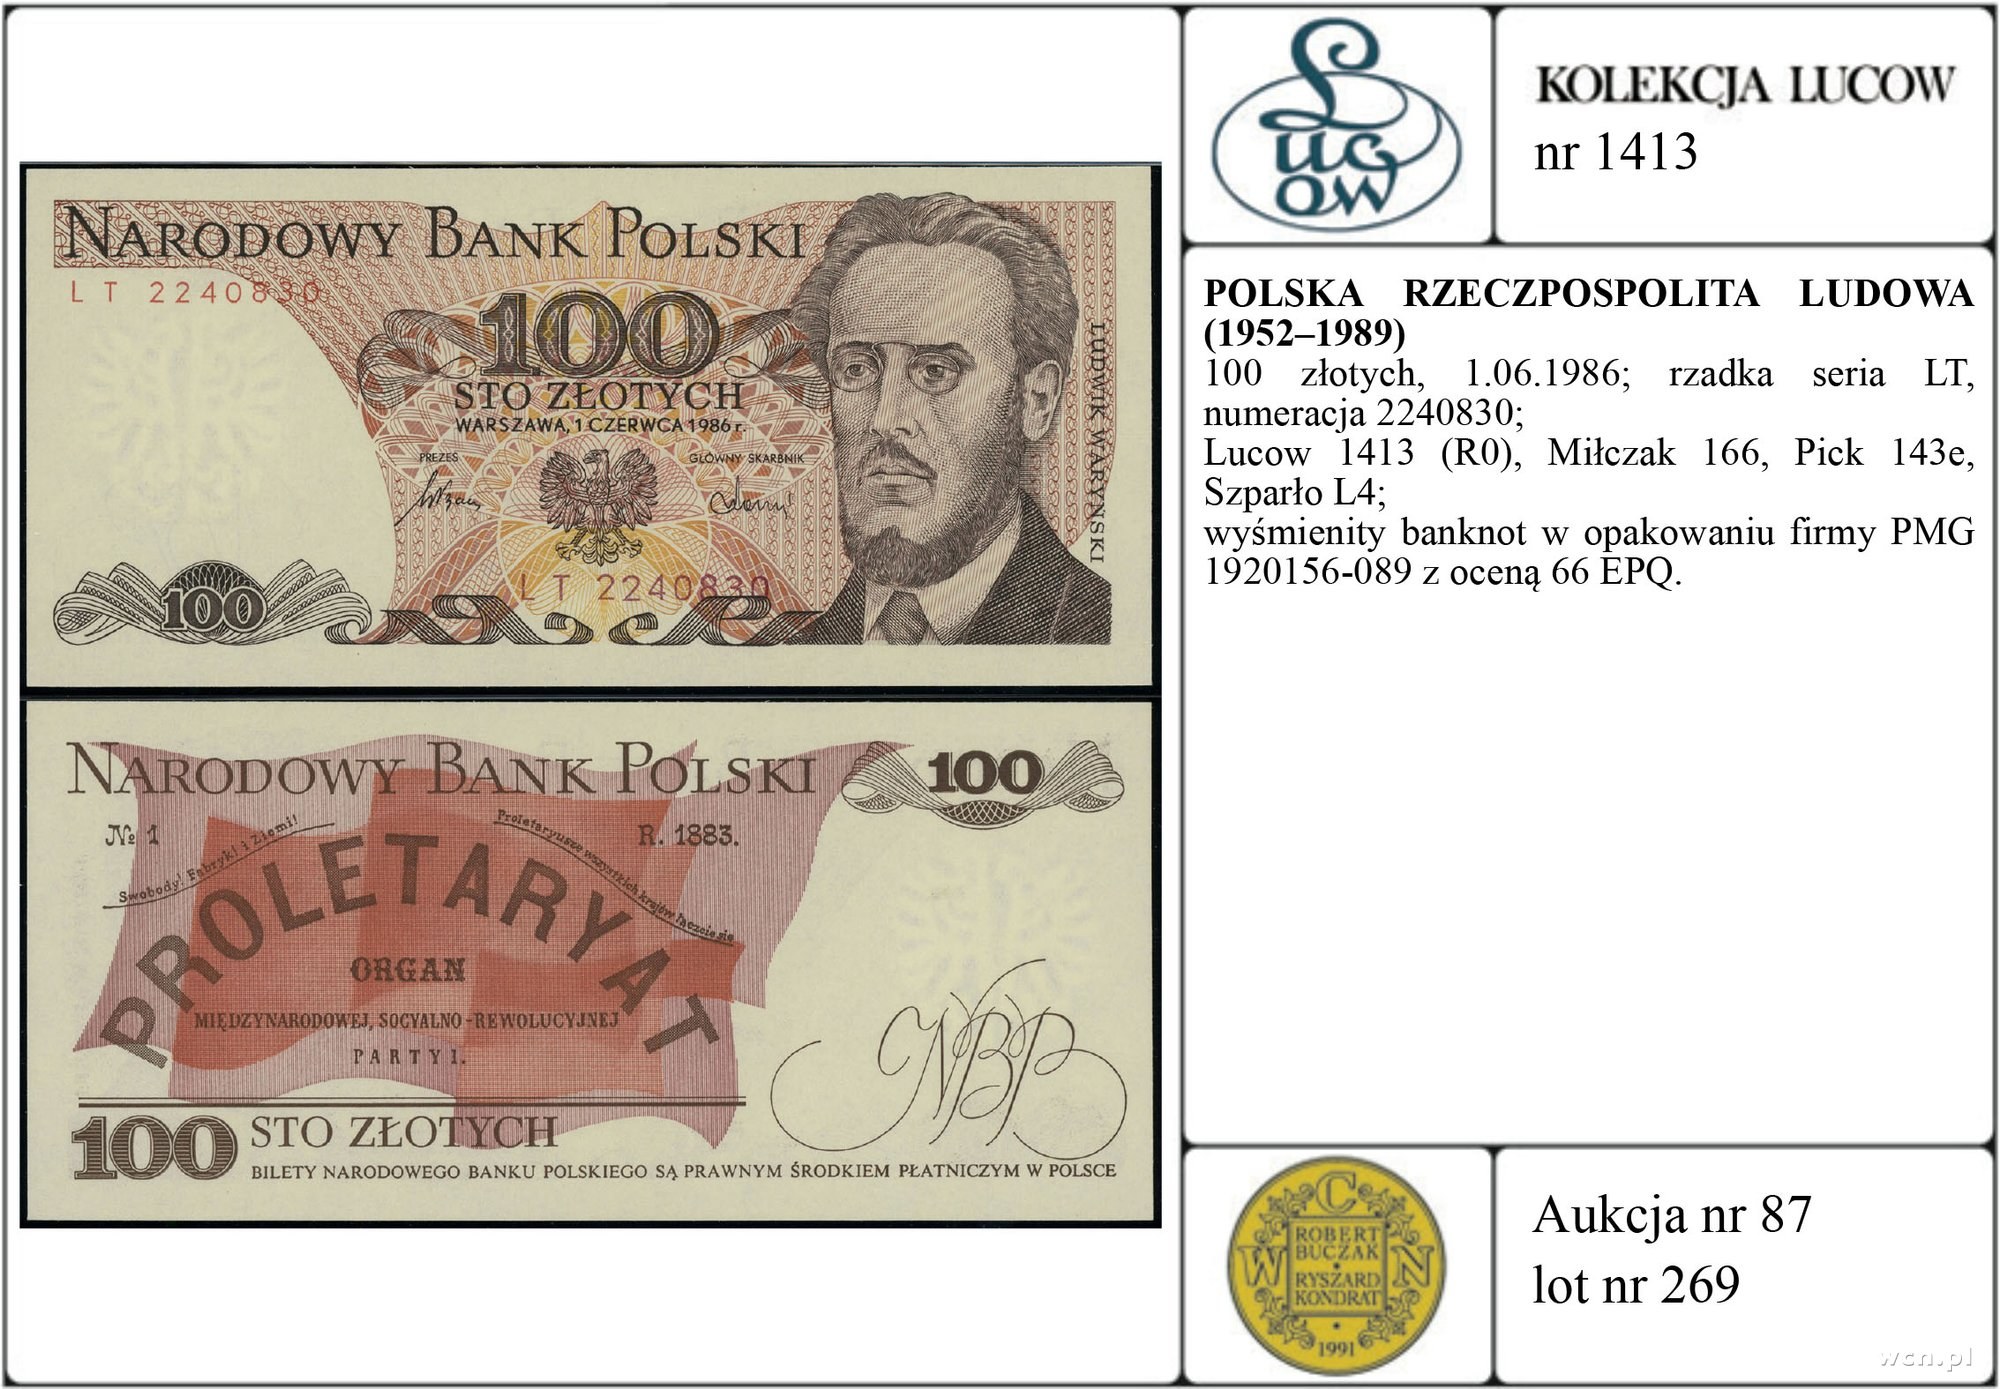 NARODOWY BANK POLSKI
LT 2240830
100
STO ZŁOTYCH
WARSZAWA, 1 CZERWCA 1986 r.
PREZES
GŁÓWNY SKARBNIK
LT 2240830
100
LUDWIK WARYŃSKI
NARODOWY BANK POLSKI
100
№ 1
R. 1883.
Swobody! Fabryk! i Ziemi!
Proletaryusze wszystkich krajów łączcie się
PROLETARYAT
ORGAN
MIĘDZYNARODOWEJ, SOCYALNO-REWOLUCYJNEJ
PARTYI.
NBP
100 STO ZŁOTYCH
BILETY NARODOWEGO BANKU POLSKIEGO SĄ PRAWNYM ŚRODKIEM PŁATNICZYM W POLSCE
Lucow
KOLEKCJA LUCOW
nr 1413
POLSKA RZECZPOSPOLITA LUDOWA
(1952–1989)
100 złotych, 1.06.1986; rzadka seria LT,
numeracja 2240830;
Lucow 1413 (R0), Miłczak 166, Pick 143e,
Szparło L4;
wyśmienity banknot w opakowaniu firmy PMG
1920156-089 z oceną 66 EPQ.
WCN
ROBERT
BUCZAK
RYSZARD
KONDRAT
1991
Aukcja nr 87
lot nr 269
wcn.pl